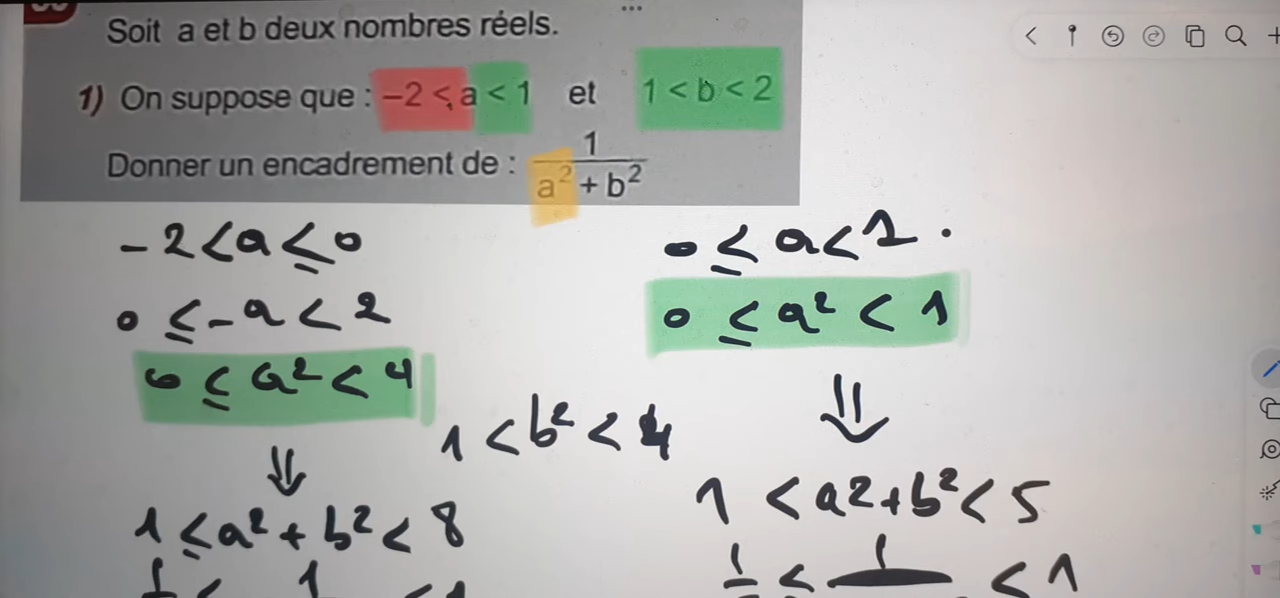 Soit a et b deux nombres réels.
1) On suppose que : -2 < a < 1 et 1 < b < 2
Donner un encadrement de : 1/(a² + b²)
-2 < a ≤ 0
0 ≤ a < 1.
0 ≤ -a < 2
0 ≤ a² < 1
0 ≤ a² < 4
⇓
1 < b² < 4
⇓
1 ≤ a² + b² < 8
1 < a2 + b² < 5